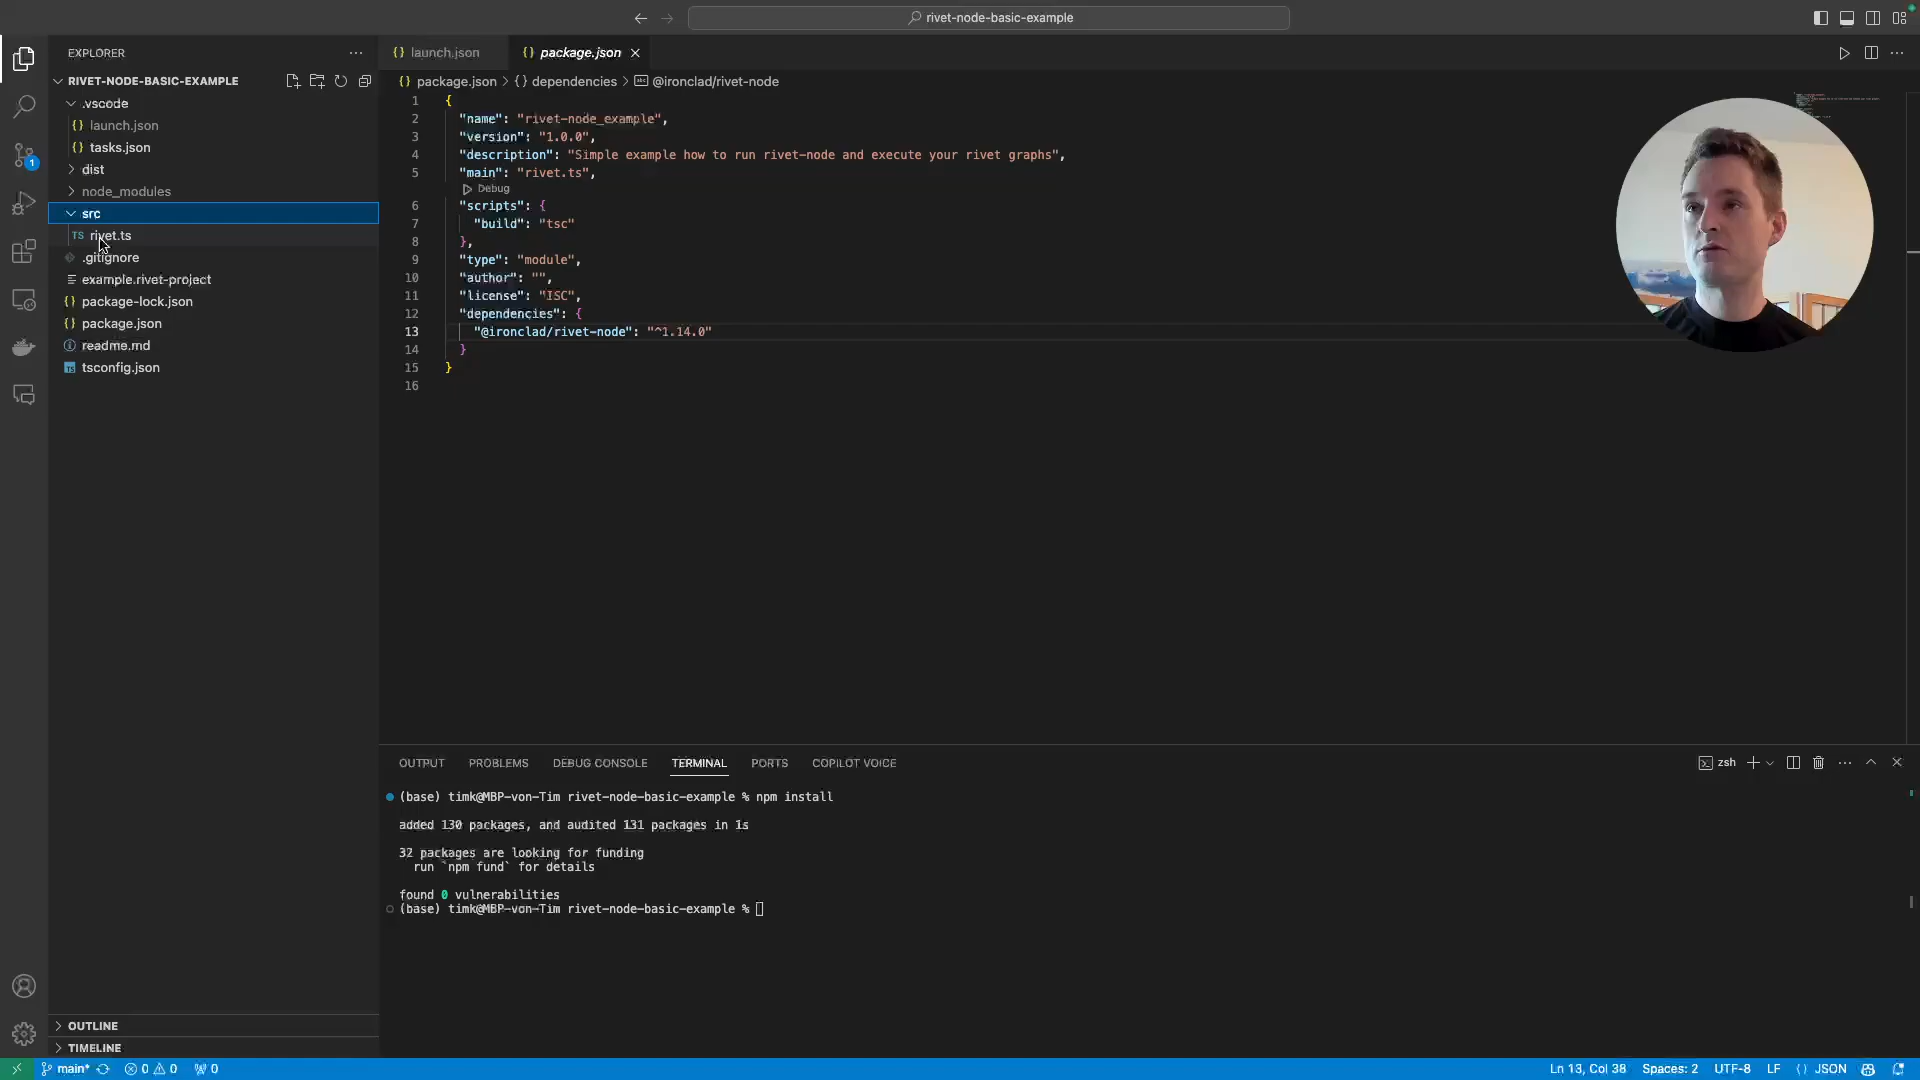 rivet-node-basic-example
EXPLORER
RIVET-NODE-BASIC-EXAMPLE
.vscode
{} launch.json
{} tasks.json
dist
node_modules
src
TS rivet.ts
.gitignore
example.rivet-project
{} package-lock.json
{} package.json
readme.md
TS tsconfig.json
OUTLINE
TIMELINE
{} launch.json
{} package.json
{} package.json > {} dependencies > abc @ironclad/rivet-node
1 {
2 "name": "rivet-node_example",
3 "version": "1.0.0",
4 "description": "Simple example how to run rivet-node and execute your rivet graphs",
5 "main": "rivet.ts",
Debug
6 "scripts": {
7 "build": "tsc"
8 },
9 "type": "module",
10 "author": "",
11 "license": "ISC",
12 "dependencies": {
13 "@ironclad/rivet-node": "^1.14.0"
14 }
15 }
16
OUTPUT PROBLEMS DEBUG CONSOLE TERMINAL PORTS COPILOT VOICE
zsh
(base) timk@MBP-von-Tim rivet-node-basic-example % npm install
added 130 packages, and audited 131 packages in 1s
32 packages are looking for funding
run `npm fund` for details
found 0 vulnerabilities
(base) timk@MBP-von-Tim rivet-node-basic-example %
1
main* 0 0 0
Ln 13, Col 38 Spaces: 2 UTF-8 LF {} JSON